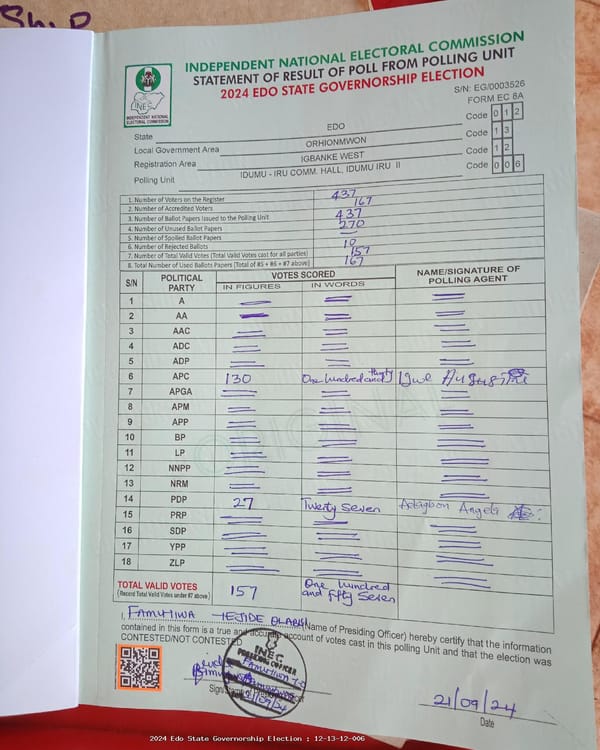 INDEPENDENT NATIONAL ELECTORAL COMMISSION
STATEMENT OF RESULT OF POLL FROM POLLING UNIT
2024 EDO STATE GOVERNORSHIP ELECTION
INEC
INDEPENDENT NATIONAL ELECTORAL COMMISSION
S/N: EG/0003526
FORM EC 8A
State EDO Code 0 1 2
Local Government Area ORHIONMWON Code 1 3
Registration Area IGBANKE WEST Code 1 2
Polling Unit IDUMU - IRU COMM. HALL, IDUMU IRU II Code 0 0 6
1. Number of Voters on the Register 437
2. Number of Accredited Voters 167
3. Number of Ballot Papers Issued to the Polling Unit 437
4. Number of Unused Ballot Papers 270
5. Number of Spoiled Ballot Papers —
6. Number of Rejected Ballots 10
7. Number of Total Valid Votes (Total Valid Votes cast for all parties) 157
8. Total Number of Used Ballots Papers (Total of #5 + #6 + #7 above) 167
S/N POLITICAL PARTY VOTES SCORED NAME/SIGNATURE OF POLLING AGENT
IN FIGURES IN WORDS
1 A
2 AA
3 AAC
4 ADC
5 ADP
6 APC 130 One hundred and thirty Igwe Augustine
7 APGA
8 APM
9 APP
10 BP
11 LP
12 NNPP
13 NRM
14 PDP 27 Twenty Seven Adagbon Angela
15 PRP
16 SDP
17 YPP
18 ZLP
TOTAL VALID VOTES 157 One hundred and fifty Seven
(Record Total Valid Votes under #7 above)
I, FAMUHIWA (Name of Presiding Officer) hereby certify that the information
contained in this form is a true and accurate account of votes cast in this polling Unit and that the election was
CONTESTED/NOT CONTESTED
INEC
PRESIDING OFFICER
21/09/24
21/09/24
Date
2024 Edo State Governorship Election : 12-13-12-006